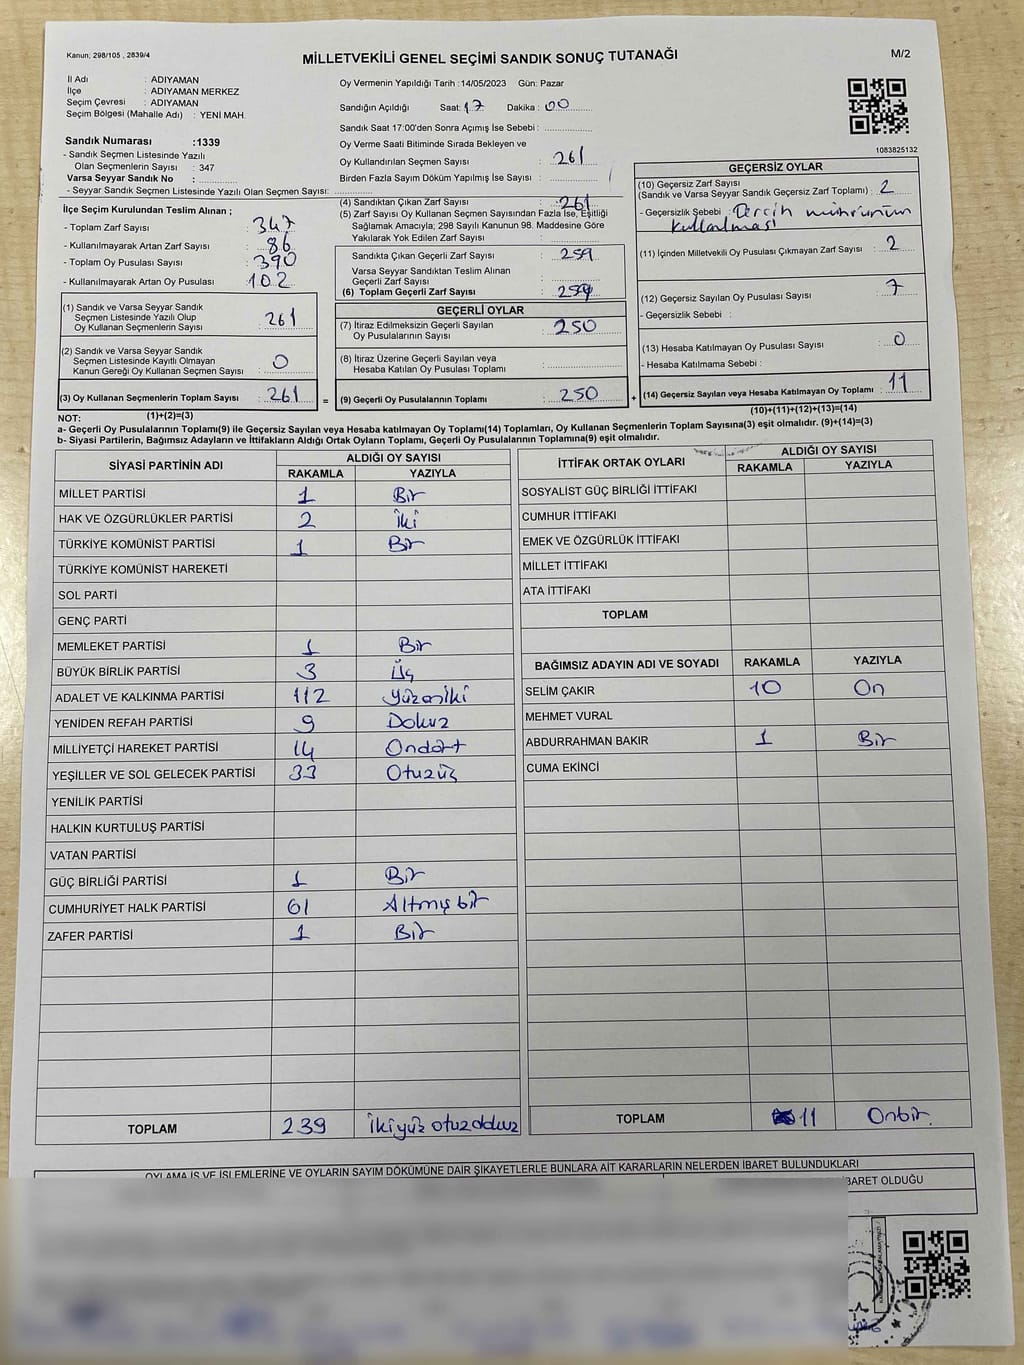 Kanun; 298/105 , 2839/4
MİLLETVEKİLİ GENEL SEÇİMİ SANDIK SONUÇ TUTANAĞI
M/2
İl Adı : ADIYAMAN
İlçe : ADIYAMAN MERKEZ
Seçim Çevresi : ADIYAMAN
Seçim Bölgesi (Mahalle Adı) : YENİ MAH.
Sandık Numarası :1339
- Sandık Seçmen Listesinde Yazılı
Olan Seçmenlerin Sayısı : 347
Varsa Seyyar Sandık No :
- Seyyar Sandık Seçmen Listesinde Yazılı Olan Seçmen Sayısı:
Oy Vermenin Yapıldığı Tarih :14/05/2023 Gün: Pazar
Sandığın Açıldığı Saat: 17 Dakika : 00
Sandık Saat 17:00'den Sonra Açımış İse Sebebi :
Oy Verme Saati Bitiminde Sırada Bekleyen ve
Oy Kullandırılan Seçmen Sayısı : 261
Birden Fazla Sayım Döküm Yapılmış İse Sayısı :
1083825132
İlçe Seçim Kurulundan Teslim Alınan ;
- Toplam Zarf Sayısı : 347
- Kullanılmayarak Artan Zarf Sayısı : 86
- Toplam Oy Pusulası Sayısı : 390
- Kullanılmayarak Artan Oy Pusulası : 102
(1) Sandık ve Varsa Seyyar Sandık
Seçmen Listesinde Yazılı Olup
Oy Kullanan Seçmenlerin Sayısı : 261
(2) Sandık ve Varsa Seyyar Sandık
Seçmen Listesinde Kayıtlı Olmayan
Kanun Gereği Oy Kullanan Seçmen Sayısı : 0
(3) Oy Kullanan Seçmenlerin Toplam Sayısı : 261
(1)+(2)=(3)
(4) Sandıktan Çıkan Zarf Sayısı : 261
(5) Zarf Sayısı Oy Kullanan Seçmen Sayısından Fazla İse, Eşitliği
Sağlamak Amacıyla; 298 Sayılı Kanunun 98. Maddesine Göre
Yakılarak Yok Edilen Zarf Sayısı :
Sandıkta Çıkan Geçerli Zarf Sayısı : 259
Varsa Seyyar Sandıktan Teslim Alınan
Geçerli Zarf Sayısı :
(6) Toplam Geçerli Zarf Sayısı : 259
GEÇERLİ OYLAR
(7) İtiraz Edilmeksizin Geçerli Sayılan
Oy Pusulalarının Sayısı : 250
(8) İtiraz Üzerine Geçerli Sayılan veya
Hesaba Katılan Oy Pusulası Toplamı :
= (9) Geçerli Oy Pusulalarının Toplamı : 250 +
GEÇERSİZ OYLAR
(10) Geçersiz Zarf Sayısı
(Sandık ve Varsa Seyyar Sandık Geçersiz Zarf Toplamı) : 2
- Geçersizlik Sebebi : Tercih mührünün
kullanılması
(11) İçinden Milletvekili Oy Pusulası Çıkmayan Zarf Sayısı : 2
(12) Geçersiz Sayılan Oy Pusulası Sayısı : 7
- Geçersizlik Sebebi :
(13) Hesaba Katılmayan Oy Pusulası Sayısı : 0
- Hesaba Katılmama Sebebi :
(14) Geçersiz Sayılan veya Hesaba Katılmayan Oy Toplamı : 11
(10)+(11)+(12)+(13)=(14)
NOT:
a- Geçerli Oy Pusulalarının Toplamı(9) ile Geçersiz Sayılan veya Hesaba Katılmayan oy Toplamı(14) Toplamları, Oy Kullanan Seçmenlerin Toplam Sayısına(3) eşit olmalıdır. (9)+(14)=(3)
b- Siyasi Partilerin, Bağımsız Adayların ve İttifakların Aldığı Ortak Oyların Toplamı, Geçerli Oy Pusulalarının Toplamına(9) eşit olmalıdır.
SİYASİ PARTİNİN ADI ALDIĞI OY SAYISI
RAKAMLA YAZIYLA
MİLLET PARTİSİ 1 Bir
HAK VE ÖZGÜRLÜKLER PARTİSİ 2 İki
TÜRKİYE KOMÜNİST PARTİSİ 1 Bir
TÜRKİYE KOMÜNİST HAREKETİ
SOL PARTİ
GENÇ PARTİ
MEMLEKET PARTİSİ 1 Bir
BÜYÜK BİRLİK PARTİSİ 3 Üç
ADALET VE KALKINMA PARTİSİ 112 Yüzoniki
YENİDEN REFAH PARTİSİ 9 Dokuz
MİLLİYETÇİ HAREKET PARTİSİ 14 Ondört
YEŞİLLER VE SOL GELECEK PARTİSİ 33 Otuzüç
YENİLİK PARTİSİ
HALKIN KURTULUŞ PARTİSİ
VATAN PARTİSİ
GÜÇ BİRLİĞİ PARTİSİ 1 Bir
CUMHURİYET HALK PARTİSİ 61 Altmışbir
ZAFER PARTİSİ 1 Bir
TOPLAM 239 İkiyüz otuzdokuz
İTTİFAK ORTAK OYLARI ALDIĞI OY SAYISI
RAKAMLA YAZIYLA
SOSYALİST GÜÇ BİRLİĞİ İTTİFAKI
CUMHUR İTTİFAKI
EMEK VE ÖZGÜRLÜK İTTİFAKI
MİLLET İTTİFAKI
ATA İTTİFAKI
TOPLAM
BAĞIMSIZ ADAYIN ADI VE SOYADI RAKAMLA YAZIYLA
SELİM ÇAKIR 10 On
MEHMET VURAL
ABDURRAHMAN BAKIR 1 Bir
CUMA EKİNCİ
TOPLAM 11 Onbir
OYLAMA İŞ VE İŞLEMLERİNE VE OYLARIN SAYIM DÖKÜMÜNE DAİR ŞİKAYETLERLE BUNLARA AİT KARARLARIN NELERDEN İBARET BULUNDUKLARI
BARET OLDUĞU